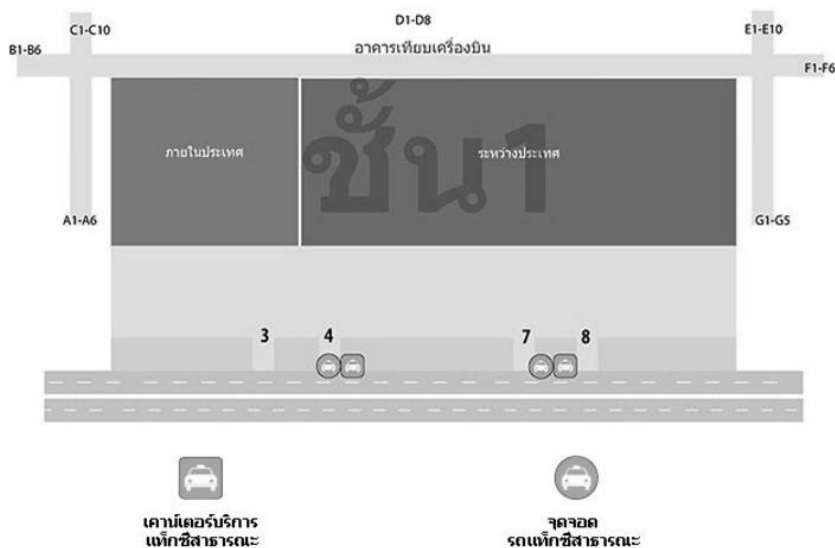 D1-D8
C1-C10
E1-E10
B1-B6
อาคารเทียบเครื่องบิน
F1-F6
ภายในประเทศ
ชั้น1
ระหว่างประเทศ
A1-A6
G1-G5
3
4
7
8
เคาน์เตอร์บริการ
แท็กซีสาธารณะ
จุดจอด
รถแท็กซีสาธารณะ